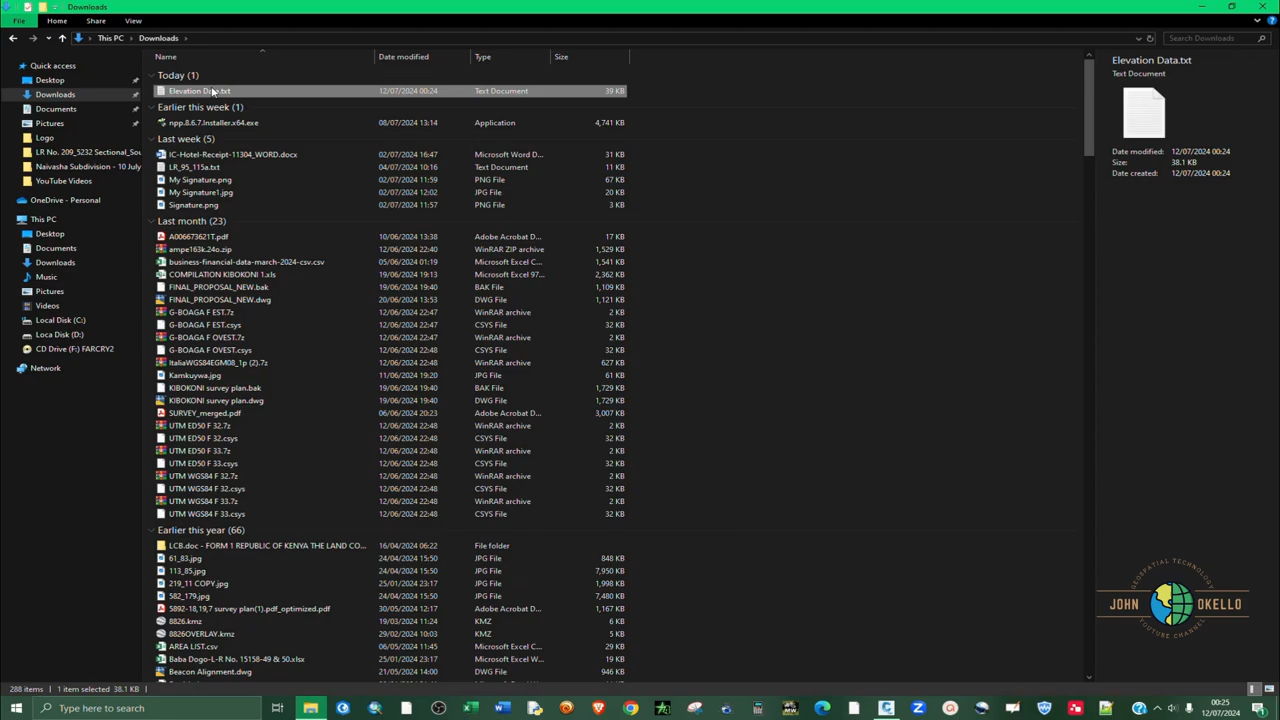 Downloads
File
Home
Share
View
This PC
Downloads
Search Downloads
Quick access
Desktop
Downloads
Documents
Pictures
Logo
LR No. 209_5232 Sectional_Sou
Naivasha Subdivision - 10 July
YouTube Videos
OneDrive - Personal
This PC
Desktop
Documents
Downloads
Music
Pictures
Videos
Local Disk (C:)
Loca Disk (D:)
CD Drive (F:) FARCRY2
Network
Name Date modified Type Size
Today (1)
Elevation Data.txt 12/07/2024 00:24 Text Document 39 KB
Earlier this week (1)
npp.8.6.7.Installer.x64.exe 08/07/2024 13:14 Application 4,741 KB
Last week (5)
IC-Hotel-Receipt-11304_WORD.docx 02/07/2024 16:47 Microsoft Word D... 31 KB
LR_95_115a.txt 04/07/2024 10:16 Text Document 11 KB
My Signature.png 02/07/2024 11:59 PNG File 67 KB
My Signature1.jpg 02/07/2024 12:02 JPG File 20 KB
Signature.png 02/07/2024 11:57 PNG File 3 KB
Last month (23)
A006673621T.pdf 10/06/2024 13:38 Adobe Acrobat D... 17 KB
ampe163k.24o.zip 12/06/2024 22:40 WinRAR ZIP archive 1,529 KB
business-financial-data-march-2024-csv.csv 05/06/2024 01:19 Microsoft Excel C... 1,541 KB
COMPILATION KIBOKONI 1.xls 19/06/2024 19:13 Microsoft Excel 97... 2,362 KB
FINAL_PROPOSAL_NEW.bak 19/06/2024 19:40 BAK File 1,109 KB
FINAL_PROPOSAL_NEW.dwg 20/06/2024 13:53 DWG File 1,121 KB
G-BOAGA F EST.7z 12/06/2024 22:47 WinRAR archive 2 KB
G-BOAGA F EST.csys 12/06/2024 22:47 CSYS File 32 KB
G-BOAGA F OVEST.7z 12/06/2024 22:47 WinRAR archive 2 KB
G-BOAGA F OVEST.csys 12/06/2024 22:48 CSYS File 32 KB
ItaliaWGS84EGM08_1p (2).7z 12/06/2024 22:48 WinRAR archive 627 KB
Kamkuywa.jpg 11/06/2024 19:20 JPG File 61 KB
KIBOKONI survey plan.bak 19/06/2024 19:40 BAK File 1,729 KB
KIBOKONI survey plan.dwg 19/06/2024 19:40 DWG File 1,729 KB
SURVEY_merged.pdf 06/06/2024 20:23 Adobe Acrobat D... 3,007 KB
UTM ED50 F 32.7z 12/06/2024 22:48 WinRAR archive 2 KB
UTM ED50 F 32.csys 12/06/2024 22:48 CSYS File 32 KB
UTM ED50 F 33.7z 12/06/2024 22:48 WinRAR archive 2 KB
UTM ED50 F 33.csys 12/06/2024 22:48 CSYS File 32 KB
UTM WGS84 F 32.7z 12/06/2024 22:48 WinRAR archive 2 KB
UTM WGS84 F 32.csys 12/06/2024 22:48 CSYS File 32 KB
UTM WGS84 F 33.7z 12/06/2024 22:48 WinRAR archive 2 KB
UTM WGS84 F 33.csys 12/06/2024 22:48 CSYS File 32 KB
Earlier this year (66)
LCB.doc - FORM 1 REPUBLIC OF KENYA THE LAND CO... 16/04/2024 06:22 File folder
61_83.jpg 24/04/2024 15:50 JPG File 848 KB
113_85.jpg 24/04/2024 15:50 JPG File 7,950 KB
219_11 COPY.jpg 25/01/2024 23:17 JPG File 1,998 KB
582_179.jpg 24/04/2024 15:50 JPG File 7,480 KB
5892-18,19,7 survey plan(1).pdf_optimized.pdf 30/05/2024 12:17 Adobe Acrobat D... 1,167 KB
8826.kmz 19/03/2024 11:24 KMZ 6 KB
8826OVERLAY.kmz 29/02/2024 10:03 KMZ 5 KB
AREA LIST.csv 06/05/2024 11:45 Microsoft Excel C... 29 KB
Baba Dogo-L-R No. 15158-49 & 50.xlsx 25/01/2024 23:17 Microsoft Excel W... 19 KB
Beacon Alignment.dwg 21/05/2024 14:00 DWG File 946 KB
Elevation Data.txt
Text Document
Date modified: 12/07/2024 00:24
Size: 38.1 KB
Date created: 12/07/2024 00:24
GEOSPATIAL TECHNOLOGY
JOHN OKELLO
YOUTUBE CHANNEL
288 items 1 item selected 38.1 KB
Type here to search
00:25
12/07/2024